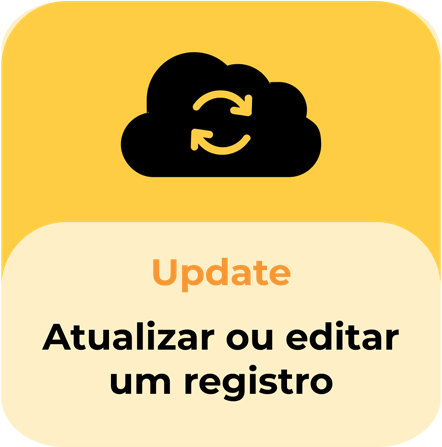 Update
Atualizar ou editar
um registro